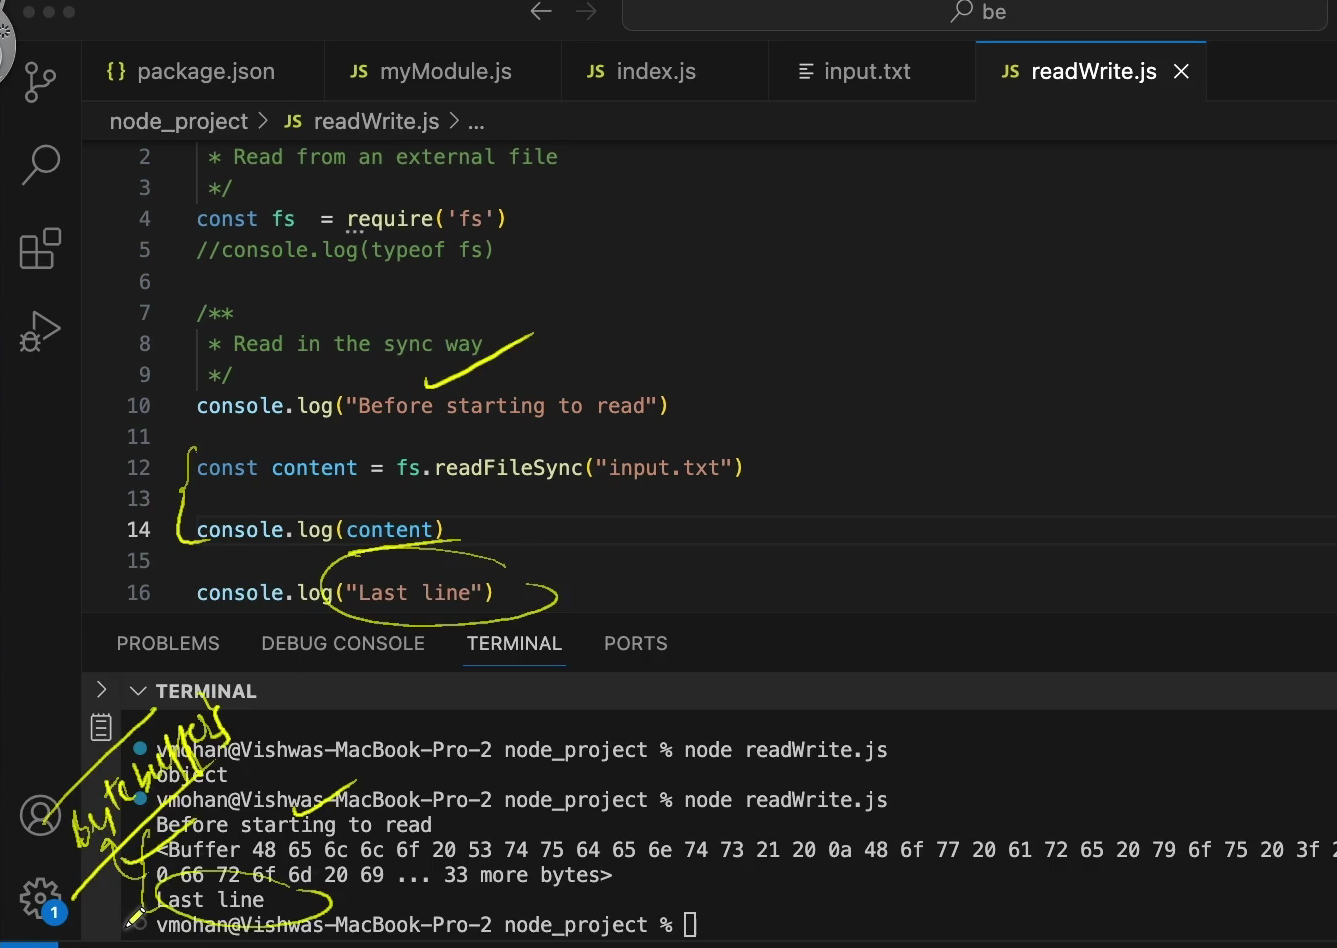 be
{} package.json JS myModule.js JS index.js input.txt JS readWrite.js
node_project > JS readWrite.js > ...
2 * Read from an external file
3 */
4 const fs = require('fs')
5 //console.log(typeof fs)
6
7 /**
8 * Read in the sync way
9 */
10 console.log("Before starting to read")
11
12 const content = fs.readFileSync("input.txt")
13
14 console.log(content)
15
16 console.log("Last line")
PROBLEMS DEBUG CONSOLE TERMINAL PORTS
TERMINAL
vmohan@Vishwas-MacBook-Pro-2 node_project % node readWrite.js
object
vmohan@Vishwas-MacBook-Pro-2 node_project % node readWrite.js
Before starting to read
<Buffer 48 65 6c 6c 6f 20 53 74 75 64 65 6e 74 73 21 20 0a 48 6f 77 20 61 72 65 20 79 6f 75 20 3f 2
0 66 72 6f 6d 20 69 ... 33 more bytes>
Last line
vmohan@Vishwas-MacBook-Pro-2 node_project %
byte buffer
1